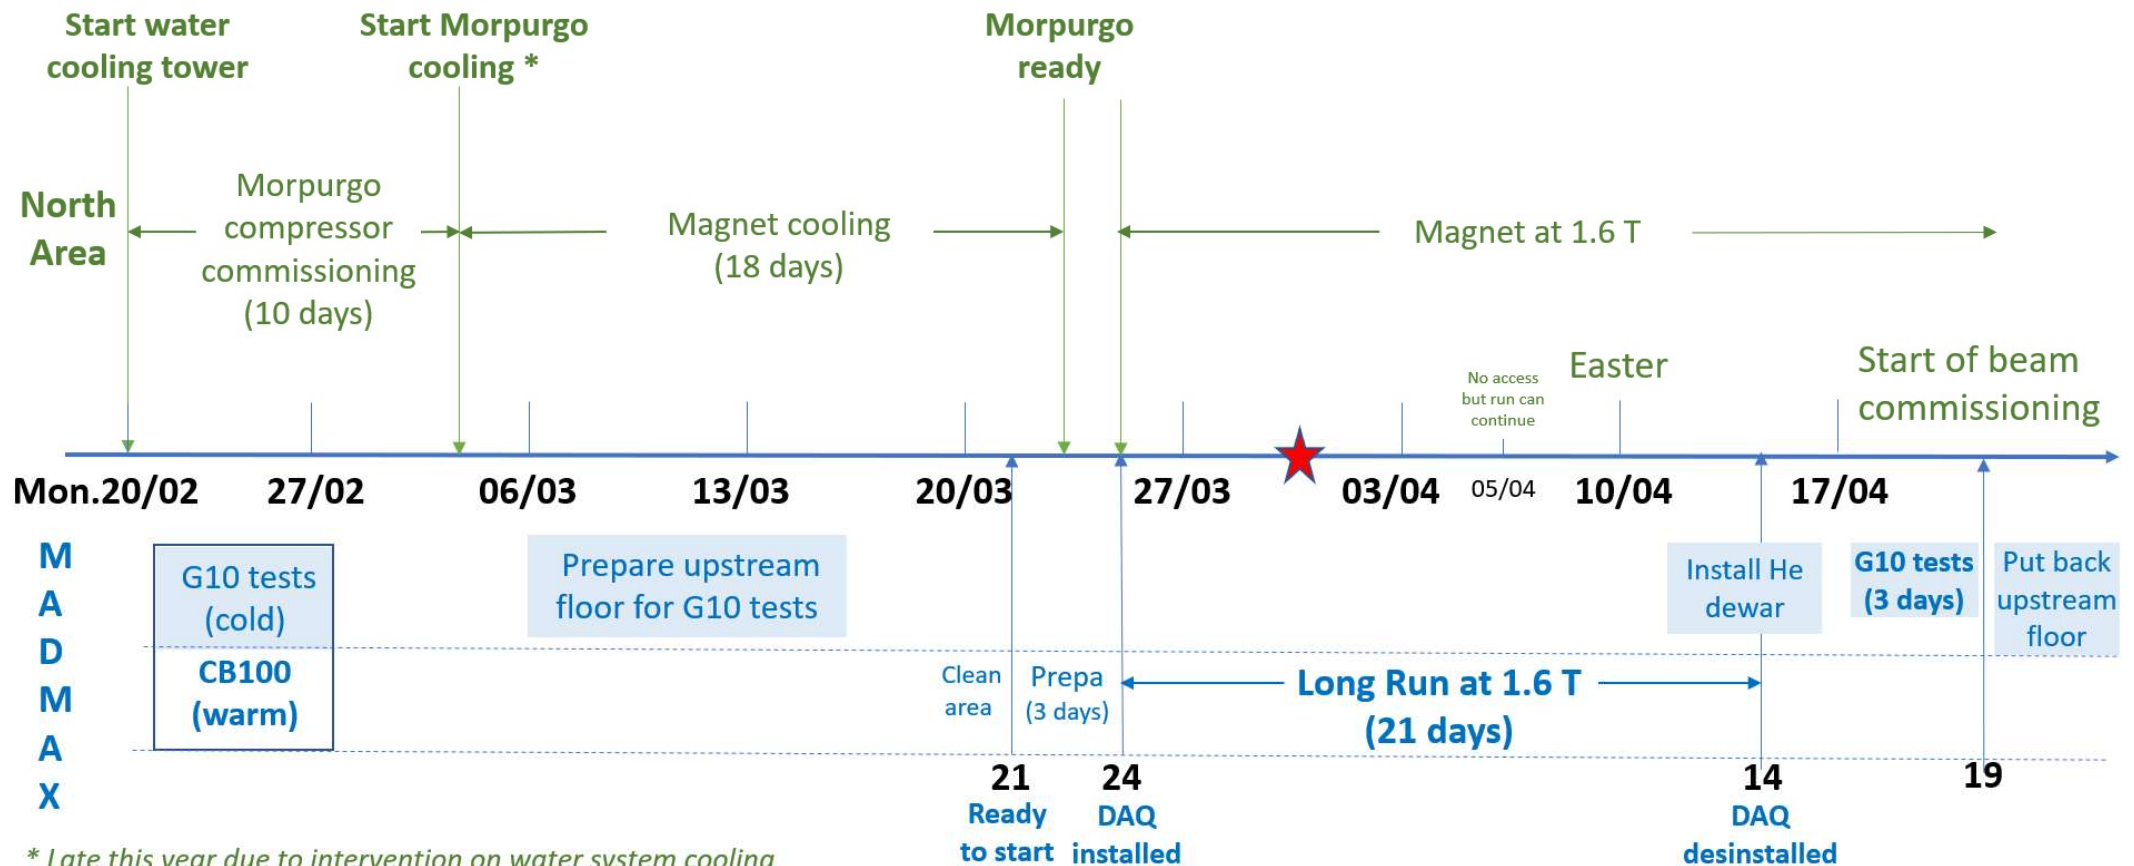 Start water
cooling tower
Start Morpurgo
cooling *
Morpurgo
ready
North
Area
Morpurgo
compressor
commissioning
(10 days)
Magnet cooling
(18 days)
Magnet at 1.6 T
No access
but run can
continue
Easter
Start of beam
commissioning
Mon.20/02
27/02
06/03
13/03
20/03
27/03
03/04
05/04
10/04
17/04
M
A
D
M
A
X
G10 tests
(cold)
CB100
(warm)
Prepare upstream
floor for G10 tests
Install He
dewar
G10 tests
(3 days)
Put back
upstream
floor
Clean
area
Prepa
(3 days)
Long Run at 1.6 T
(21 days)
21
Ready
to start
24
DAQ
installed
14
DAQ
desinstalled
19
* Late this year due to intervention on water system cooling